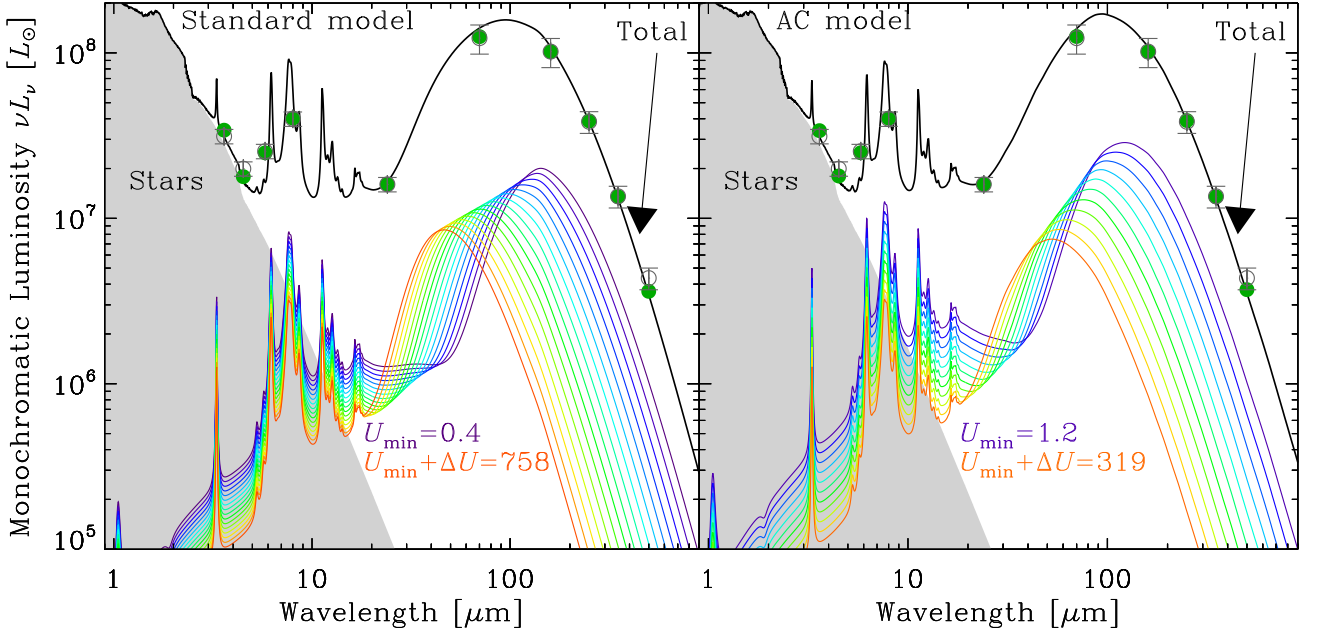 Standard model
AC model
Total
Total
Stars
Stars
U_min=0.4
U_min+ΔU=758
U_min=1.2
U_min+ΔU=319
Monochromatic Luminosity νL_ν [L_⊙]
10^8
10^7
10^6
10^5
1 10 100
1 10 100
Wavelength [μm]
Wavelength [μm]